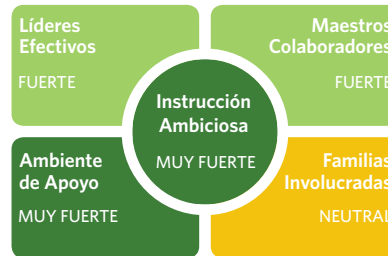 Líderes
Efectivos
FUERTE
Maestros
Colaboradores
FUERTE
Instrucción
Ambiciosa
MUY FUERTE
Ambiente
de Apoyo
MUY FUERTE
Familias
Involucradas
NEUTRAL